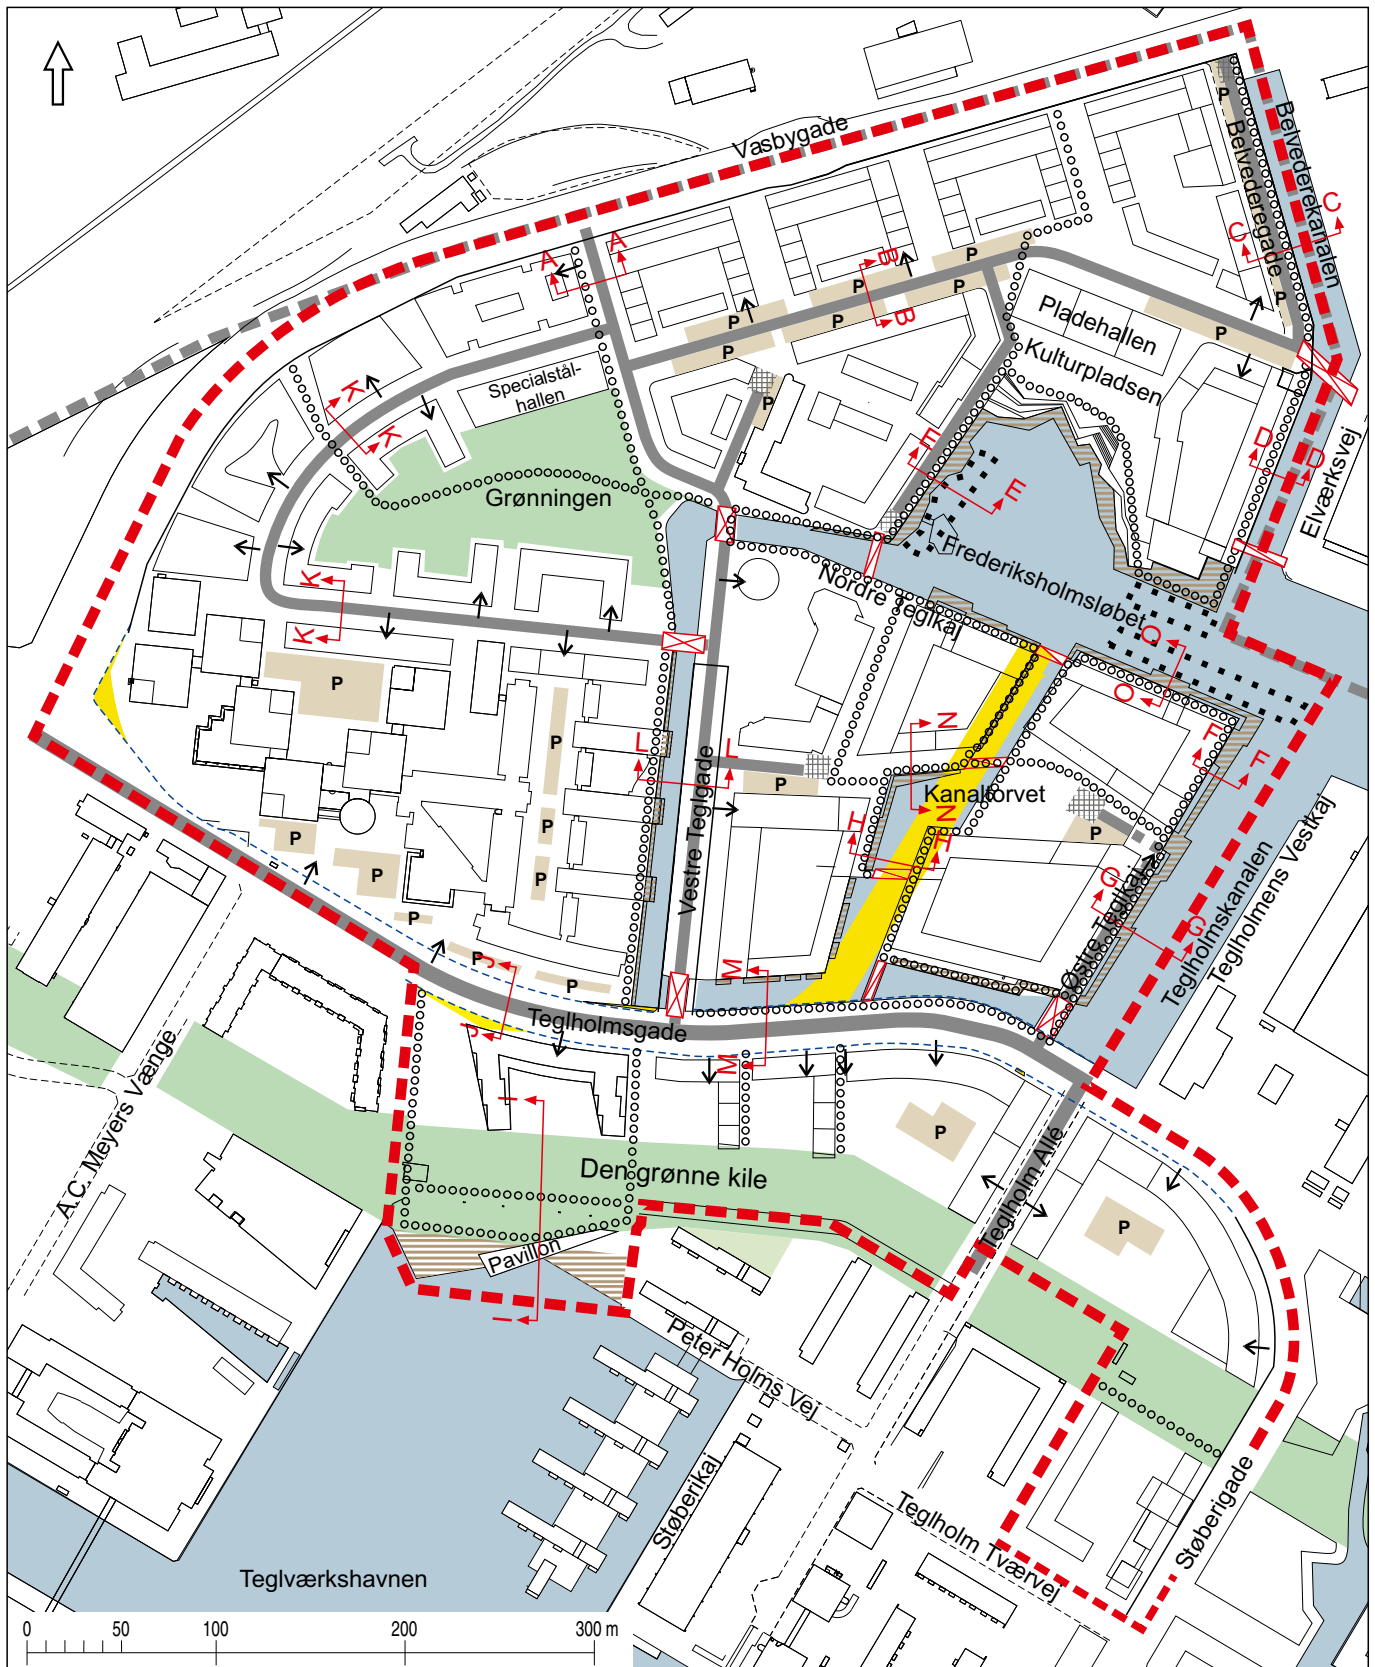 Vasbygade
P
Belvederegade
Belvederekanalen
C
C
A
A
B
B
P
P
P
P
P
P
P
P
Pladehallen
Kulturpladsen
Specialstål-
hallen
K
K
P
E
E
D
D
Elværksvej
Grønningen
Frederiksholmsløbet
Nordre Teglkaj
K
K
O
O
P
P
L
L
N
N
F
F
Vestre Teglgade
P
Kanaltorvet
P
P
P
P
P
P
H
H
G
G
Østre Teglkaj
Teglholmskanalen
Teglholmens Vestkaj
P
P
P
J
J
M
M
Teglholmsgade
A.C. Meyers Vænge
I
I
P
Den grønne kile
Teglholm Allé
P
Pavillon
Peter Holms Vej
Støberikaj
Teglholm Tværvej
Støberigade
Teglværkshavnen
0 50 100 200 300 m